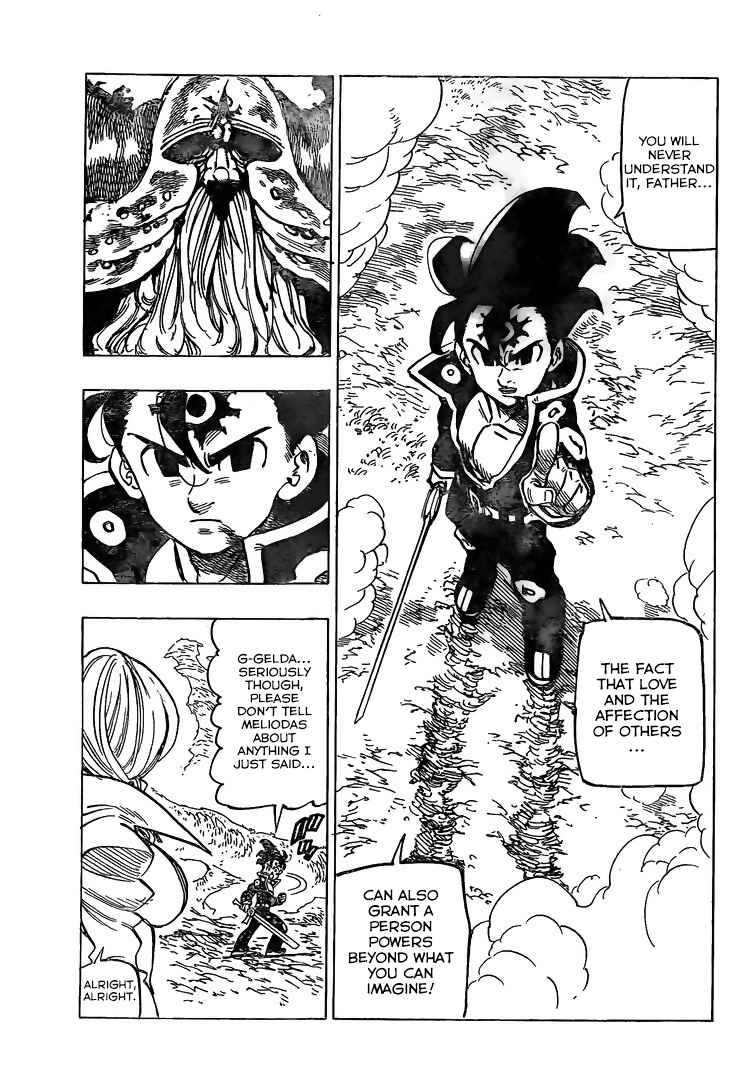 YOU WILL
NEVER
UNDERSTAND
IT, FATHER...
THE FACT
THAT LOVE
AND THE
AFFECTION
OF OTHERS
...
CAN ALSO
GRANT A
PERSON
POWERS
BEYOND WHAT
YOU CAN
IMAGINE!
G-GELDA...
SERIOUSLY
THOUGH,
PLEASE
DON'T TELL
MELIODAS
ABOUT
ANYTHING I
JUST SAID...
ALRIGHT,
ALRIGHT.